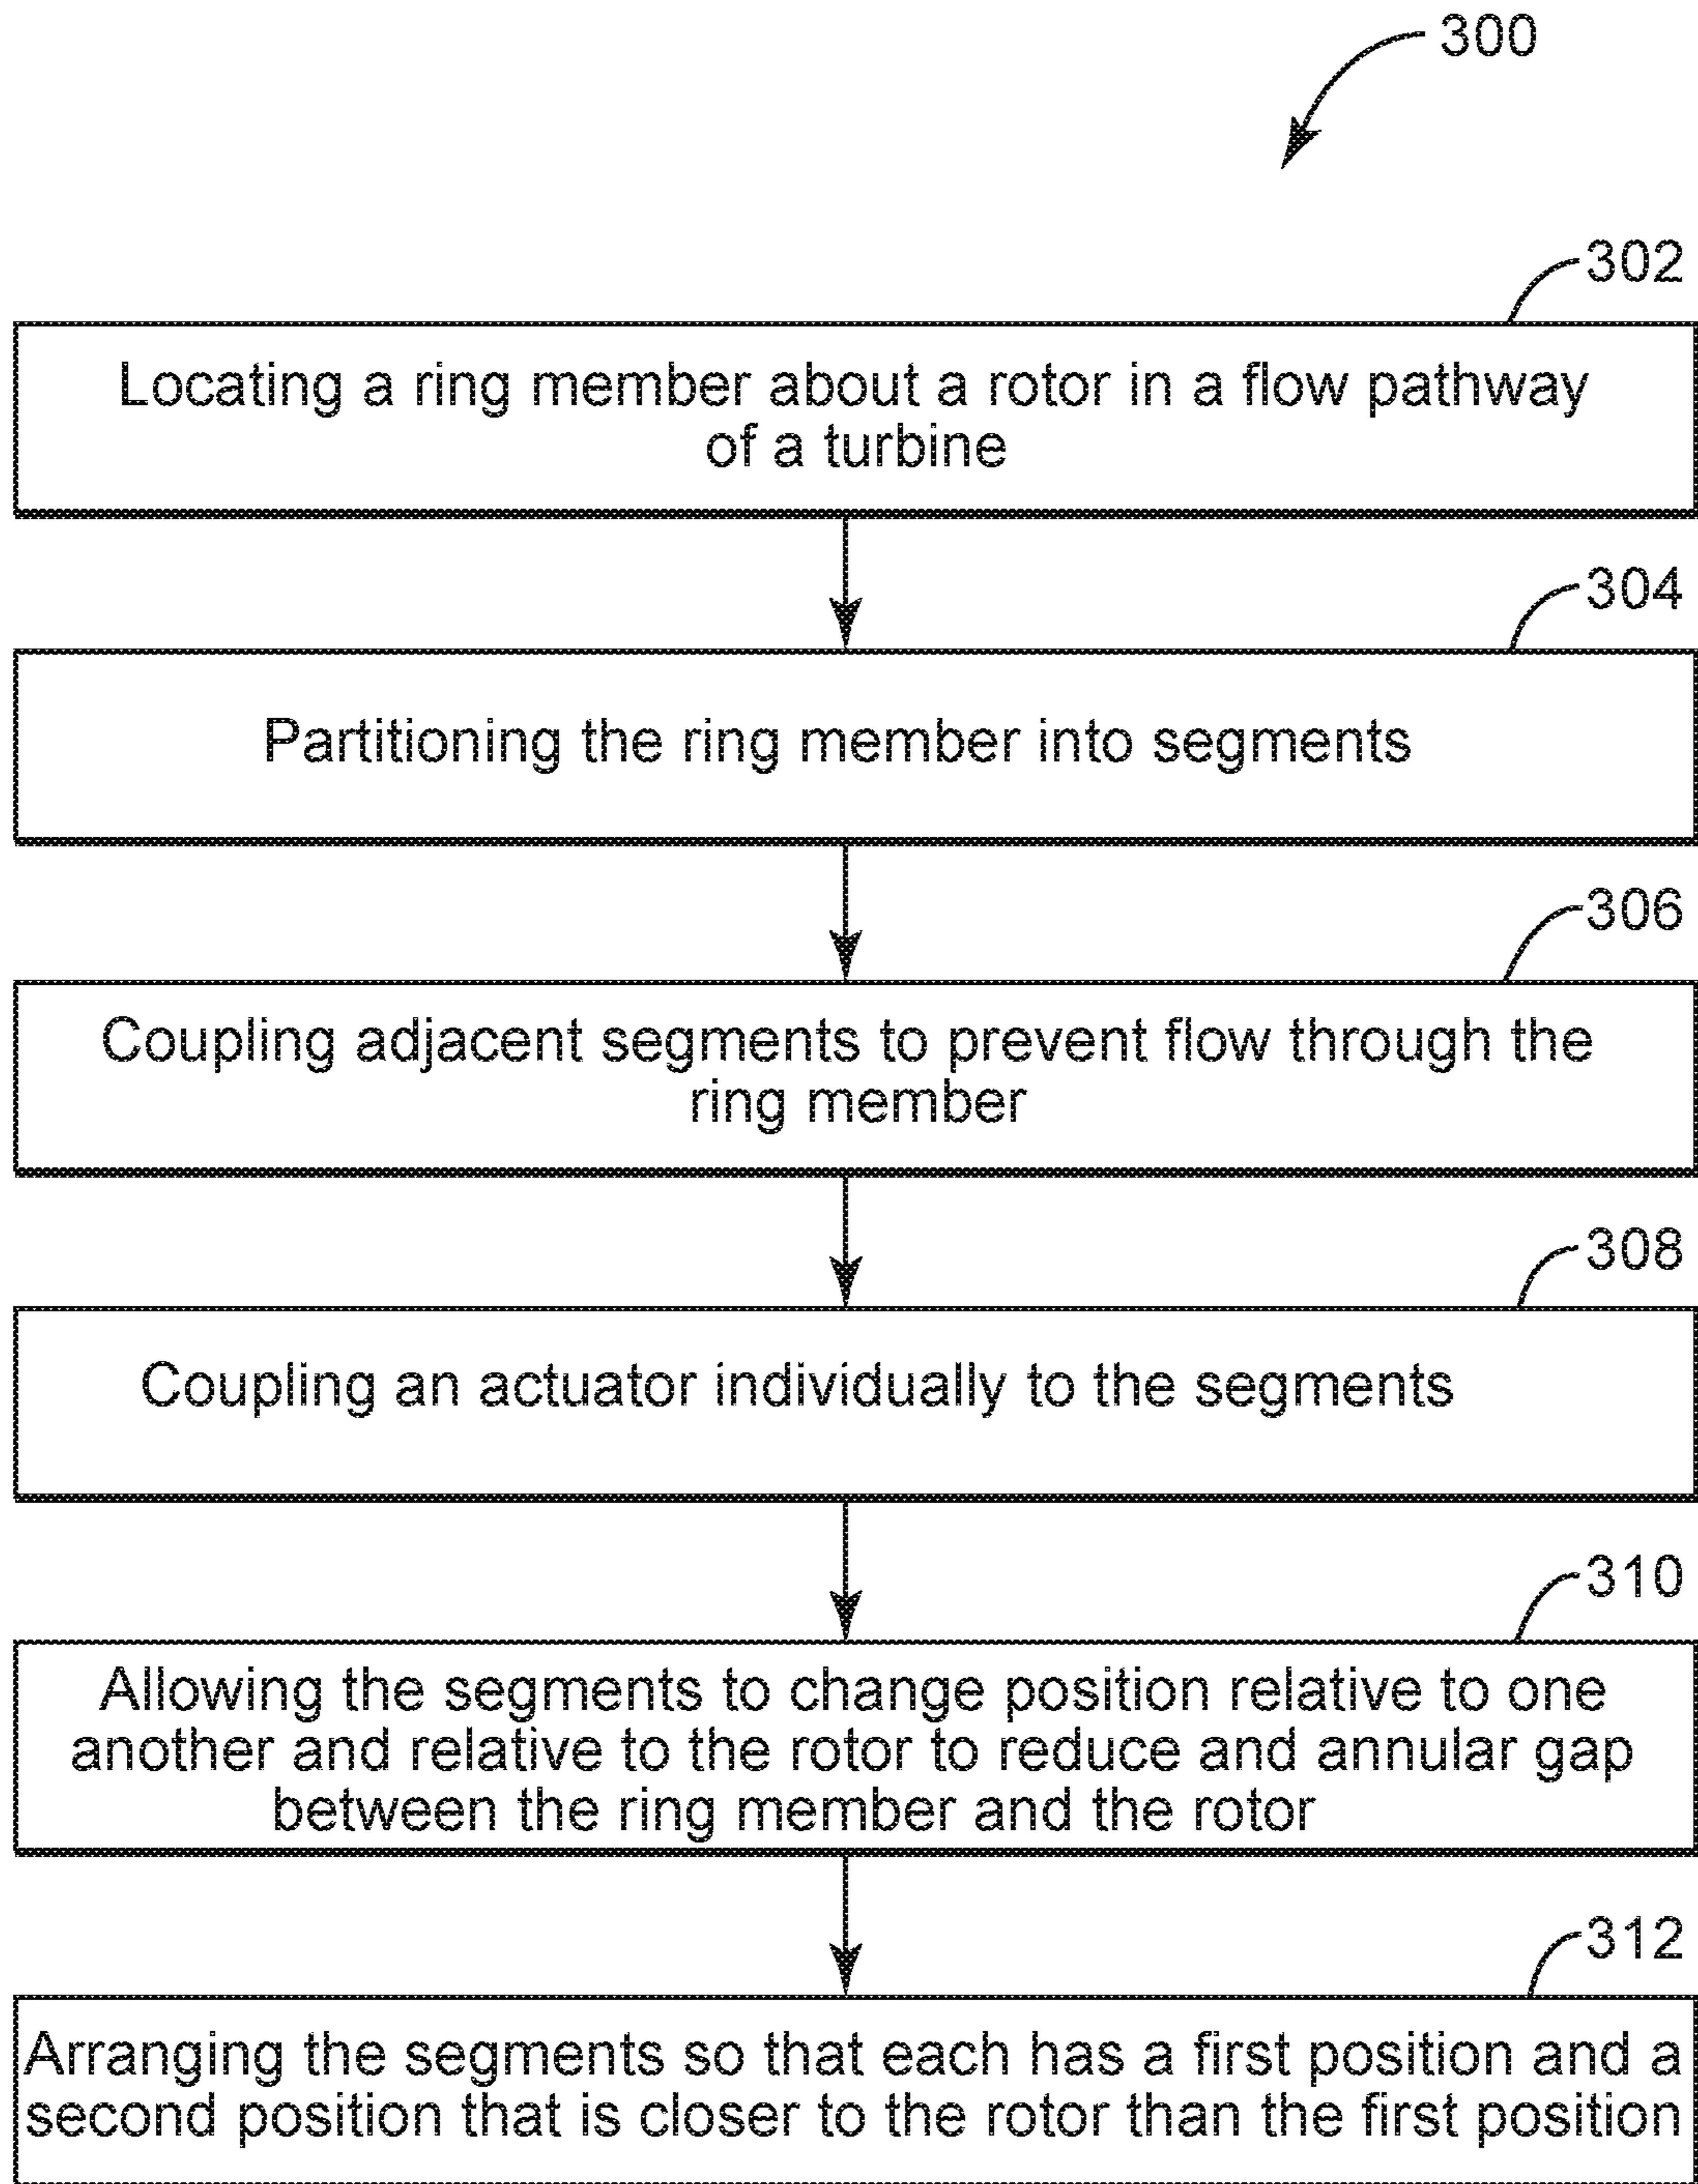 300
302
Locating a ring member about a rotor in a flow pathway
of a turbine
304
Partitioning the ring member into segments
306
Coupling adjacent segments to prevent flow through the
ring member
308
Coupling an actuator individually to the segments
310
Allowing the segments to change position relative to one
another and relative to the rotor to reduce and annular gap
between the ring member and the rotor
312
Arranging the segments so that each has a first position and a
second position that is closer to the rotor than the first position